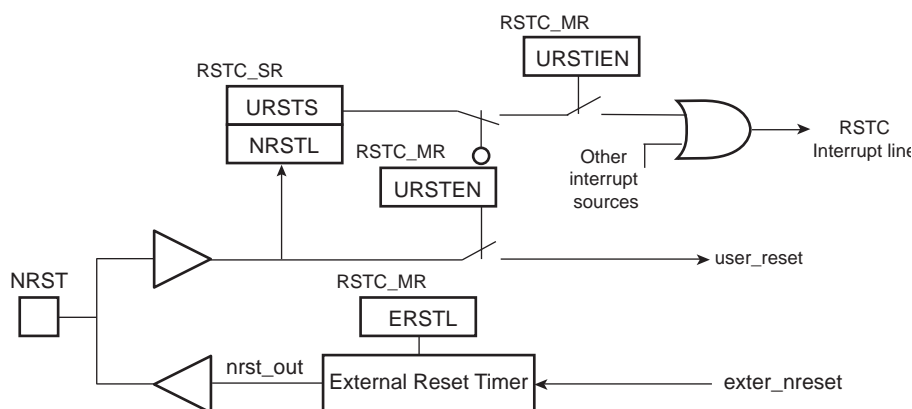 RSTC_MR
URSTIEN
RSTC_SR
URSTS
NRSTL
RSTC_MR
URSTEN
Other
interrupt
sources
RSTC
Interrupt line
NRST
user_reset
RSTC_MR
ERSTL
nrst_out
External Reset Timer
exter_nreset